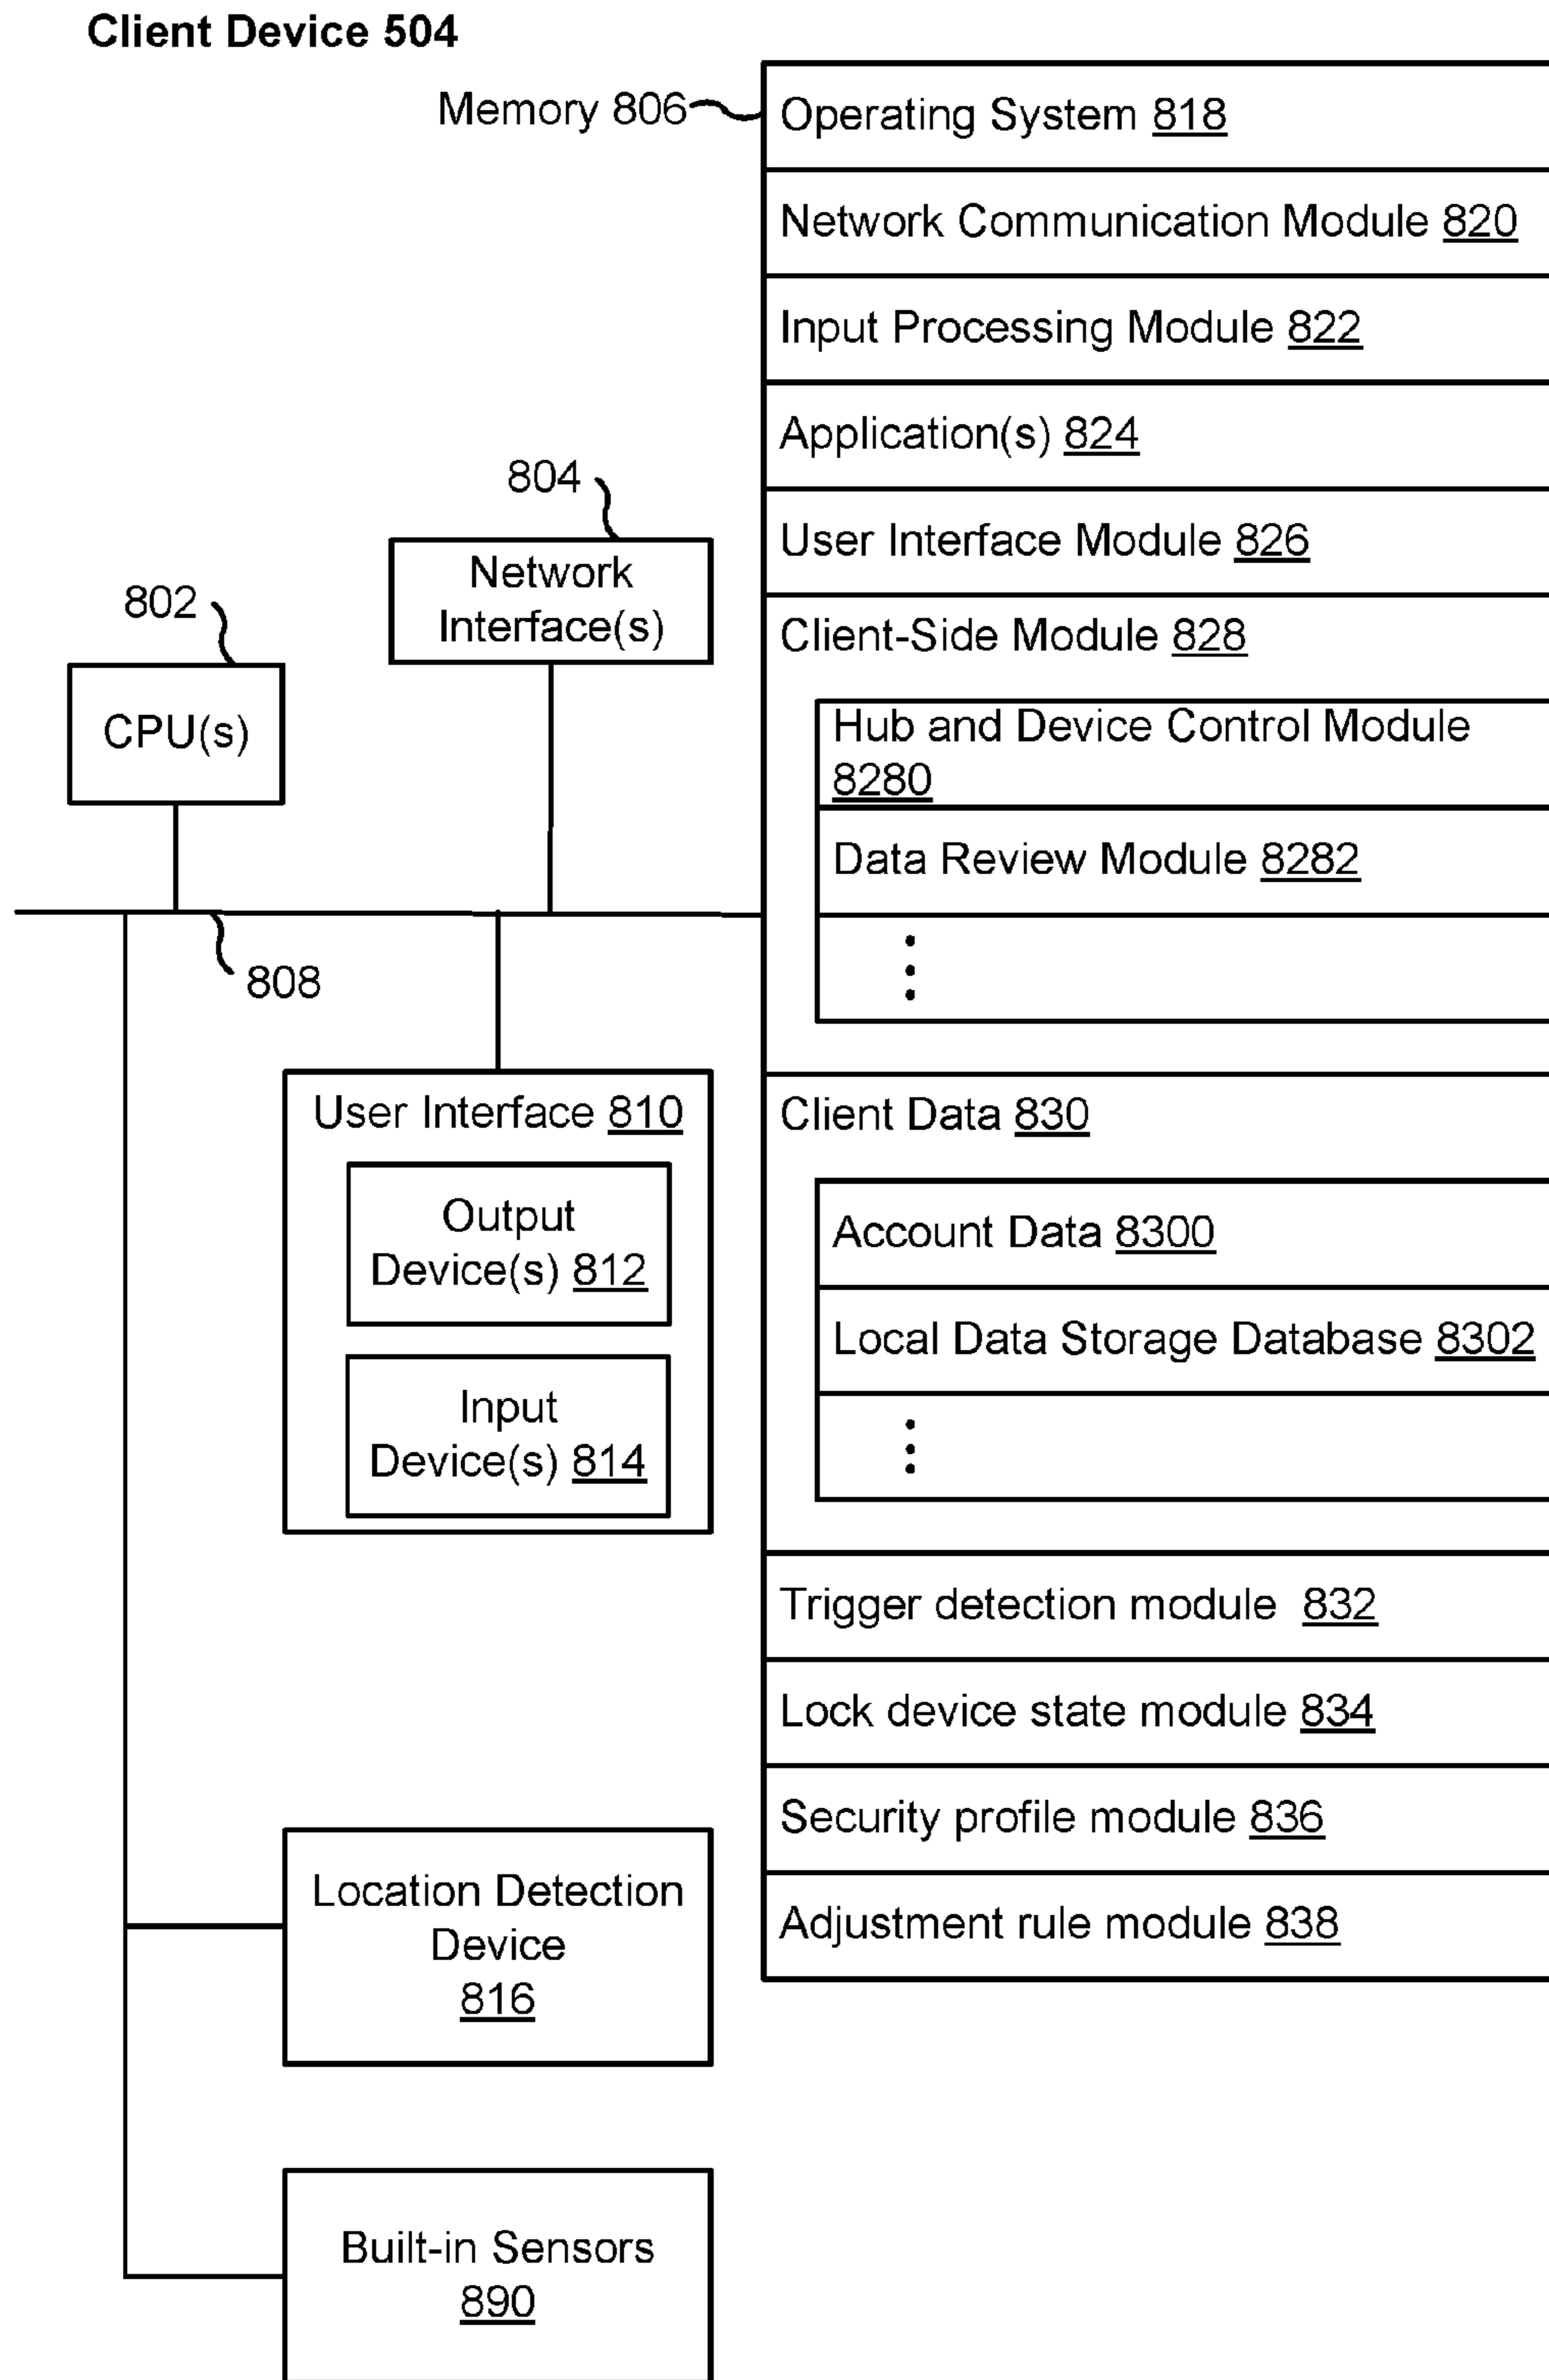 Client Device 504
Memory 806
Operating System 818
Network Communication Module 820
Input Processing Module 822
Application(s) 824
User Interface Module 826
Client-Side Module 828
Hub and Device Control Module
8280
Data Review Module 8282
Client Data 830
Account Data 8300
Local Data Storage Database 8302
Trigger detection module 832
Lock device state module 834
Security profile module 836
Adjustment rule module 838
804
Network
Interface(s)
802
CPU(s)
808
User Interface 810
Output
Device(s) 812
Input
Device(s) 814
Location Detection
Device
816
Built-in Sensors
890